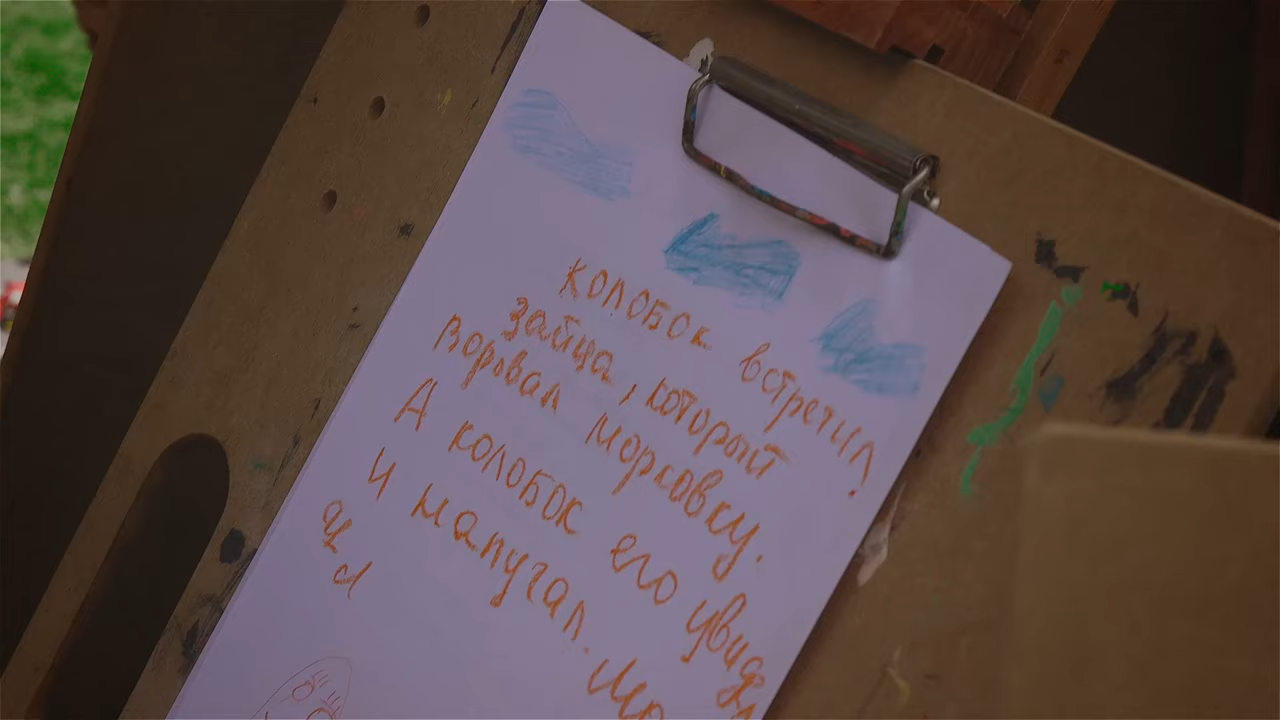 колобок встретил
зайца, который
воровал морковку.
А колобок его увидел
и напугал.